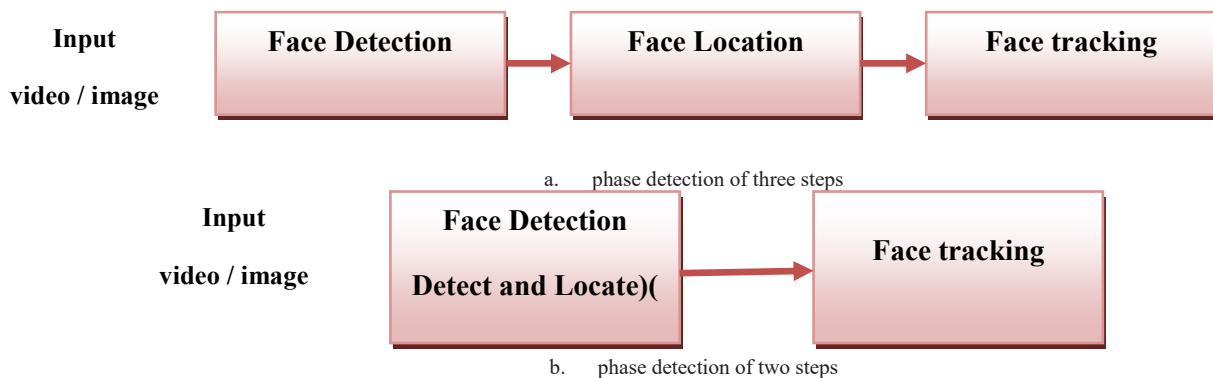 Input
video / image
Face Detection
Face Location
Face tracking
a. phase detection of three steps
Input
video / image
Face Detection
Detect and Locate)(
Face tracking
b. phase detection of two steps